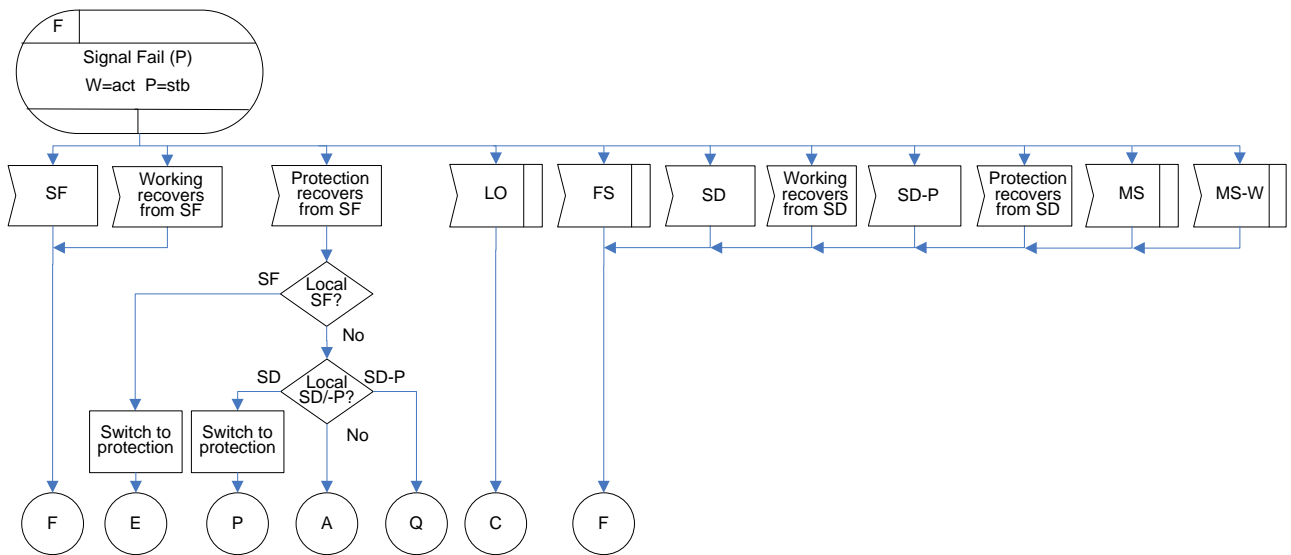 F
Signal Fail (P)
W=act P=stb
SF
Working
recovers
from SF
Protection
recovers
from SF
LO
FS
SD
Working
recovers
from SD
SD-P
Protection
recovers
from SD
MS
MS-W
SF
Local
SF?
No
SD
Local
SD/-P?
SD-P
No
Switch to
protection
Switch to
protection
F
E
P
A
Q
C
F